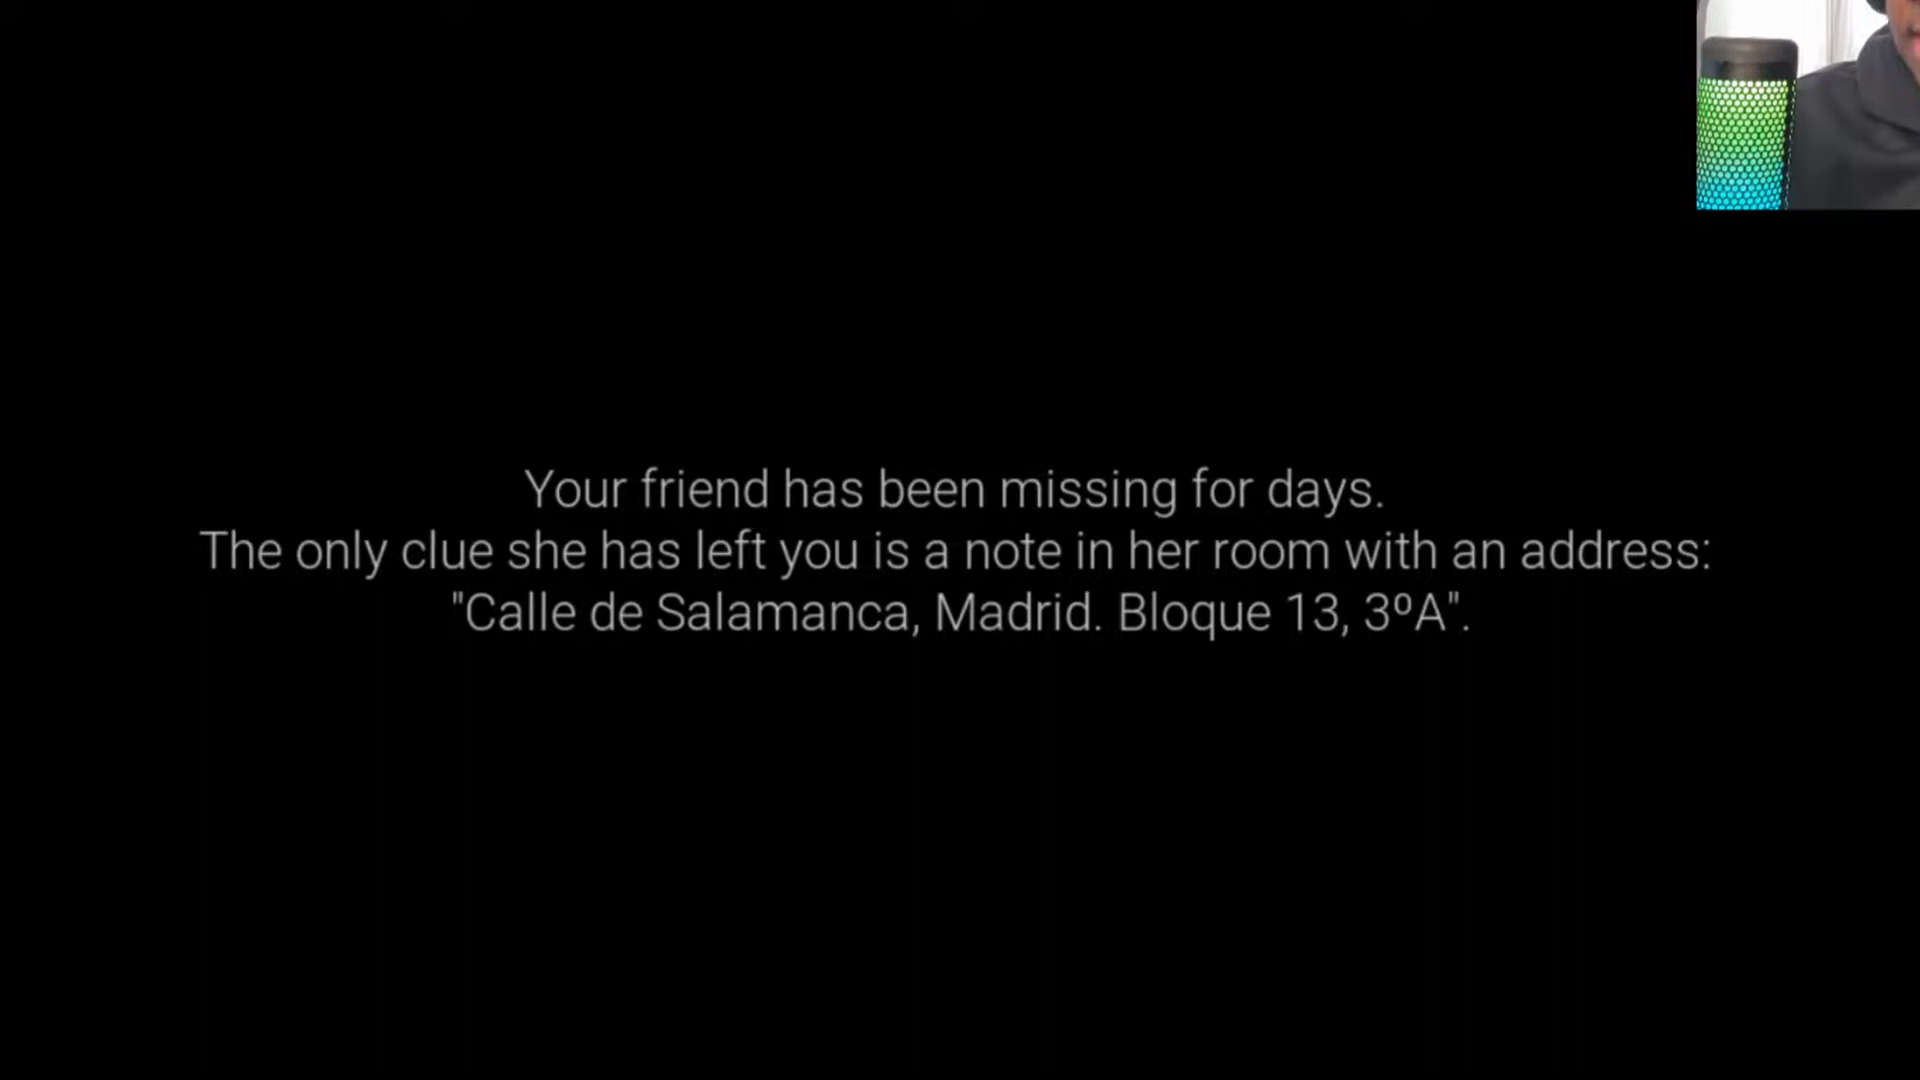 Your friend has been missing for days.
The only clue she has left you is a note in her room with an address:
"Calle de Salamanca, Madrid. Bloque 13, 3ºA".